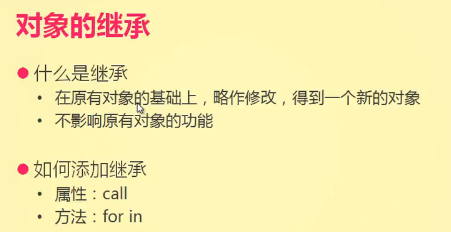 对象的继承
● 什么是继承
• 在原有对象的基础上，略作修改，得到一个新的对象
• 不影响原有对象的功能
● 如何添加继承
• 属性：call
• 方法：for in